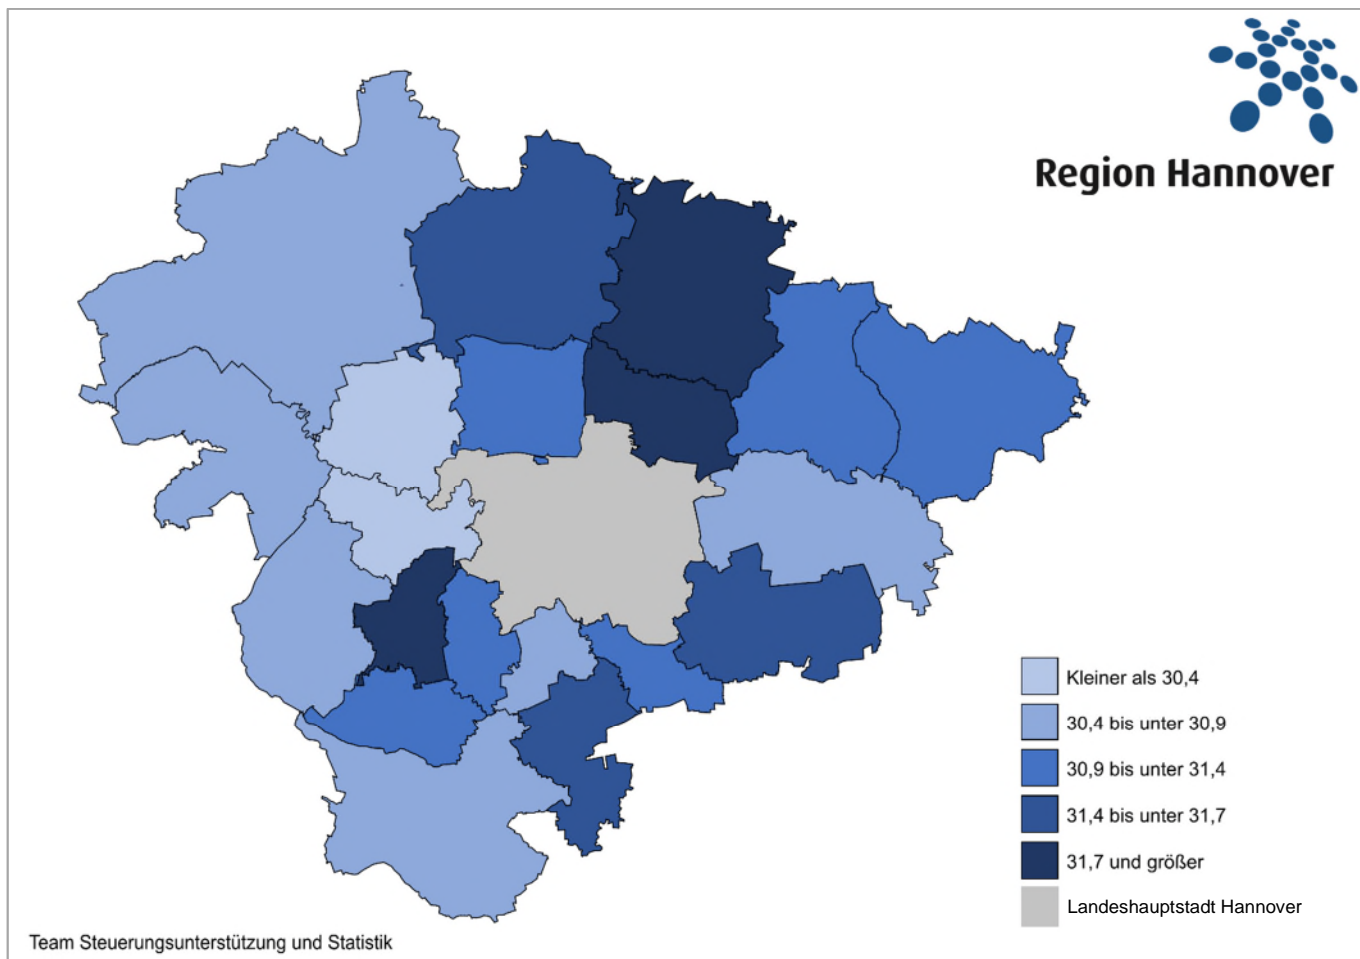 Region Hannover
Kleiner als 30,4
30,4 bis unter 30,9
30,9 bis unter 31,4
31,4 bis unter 31,7
31,7 und größer
Landeshauptstadt Hannover
Team Steuerungsunterstützung und Statistik